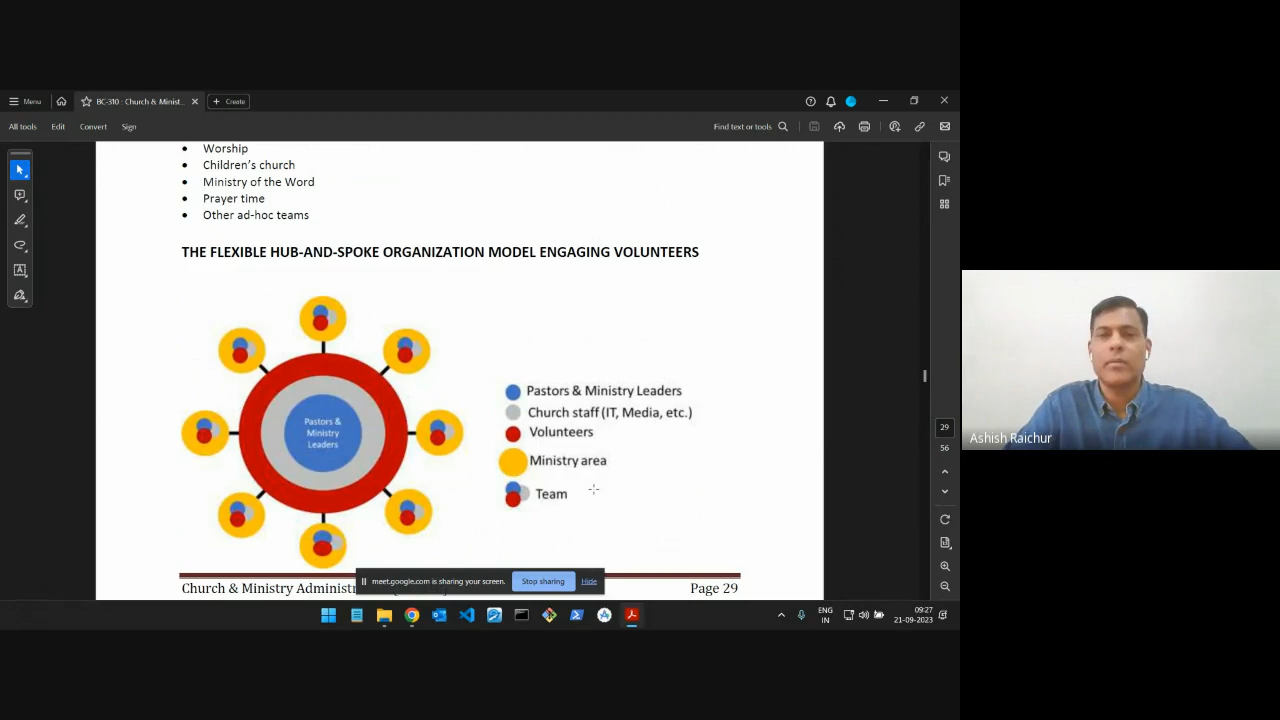 Menu
BC-310 : Church & Minist...
Create
All tools
Edit
Convert
Sign
Find text or tools
Worship
Children's church
Ministry of the Word
Prayer time
Other ad-hoc teams
THE FLEXIBLE HUB-AND-SPOKE ORGANIZATION MODEL ENGAGING VOLUNTEERS
Pastors &
Ministry
Leaders
Pastors & Ministry Leaders
Church staff (IT, Media, etc.)
Volunteers
Ministry area
Team
29
56
Ashish Raichur
meet.google.com is sharing your screen.
Stop sharing
Hide
Church & Ministry Administr
Page 29
ENG
IN
09:27
21-09-2023